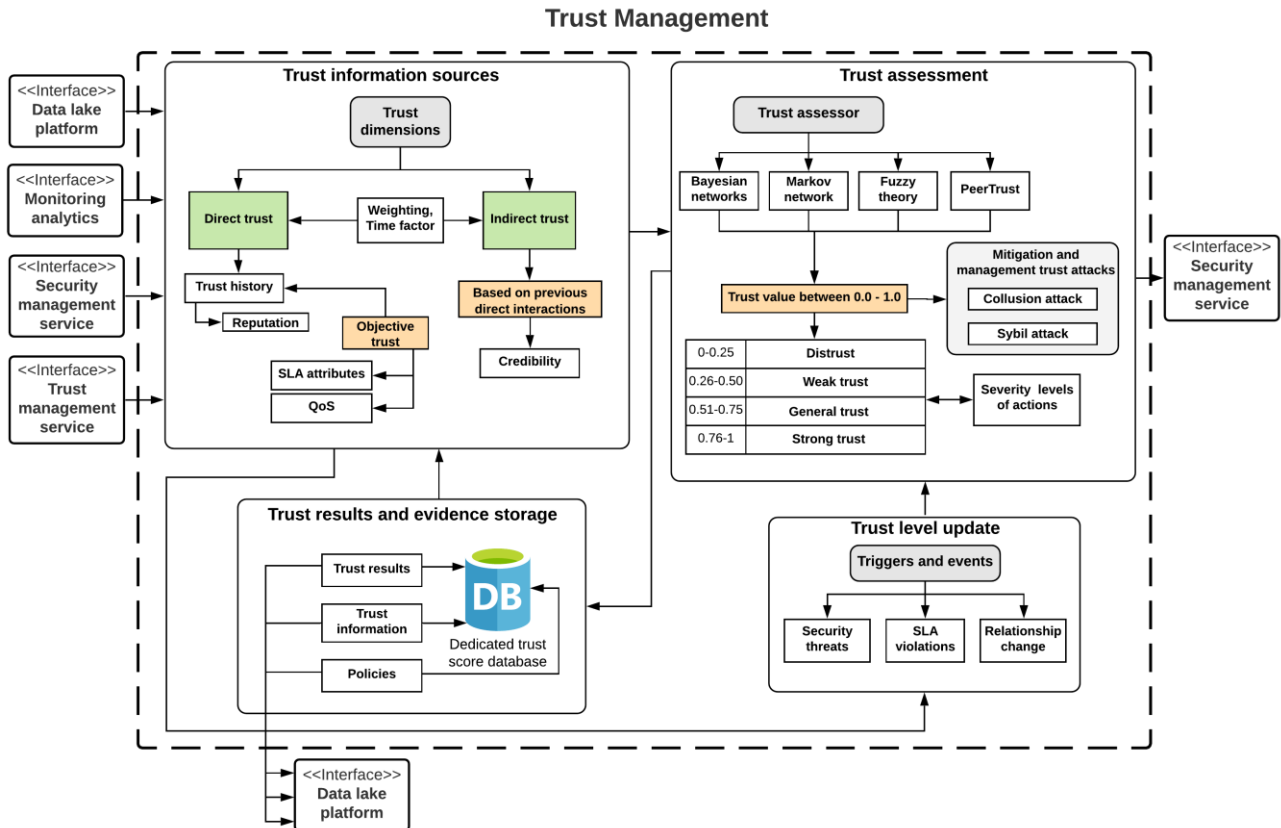 Trust Management
<<Interface>>
Data lake
platform
<<Interface>>
Monitoring
analytics
<<Interface>>
Security
management
service
<<Interface>>
Trust
management
service
Trust information sources
Trust
dimensions
Direct trust
Weighting,
Time factor
Indirect trust
Trust history
Reputation
Objective
trust
SLA attributes
QoS
Based on previous
direct interactions
Credibility
Trust assessment
Trust assessor
Bayesian
networks
Markov
network
Fuzzy
theory
PeerTrust
Trust value between 0.0 - 1.0
Mitigation and
management trust attacks
Collusion attack
Sybil attack
0-0.25 Distrust
0.26-0.50 Weak trust
0.51-0.75 General trust
0.76-1 Strong trust
Severity levels
of actions
<<Interface>>
Security
management
service
Trust results and evidence storage
Trust results
Trust
information
Policies
DB
Dedicated trust
score database
Trust level update
Triggers and events
Security
threats
SLA
violations
Relationship
change
<<Interface>>
Data lake
platform